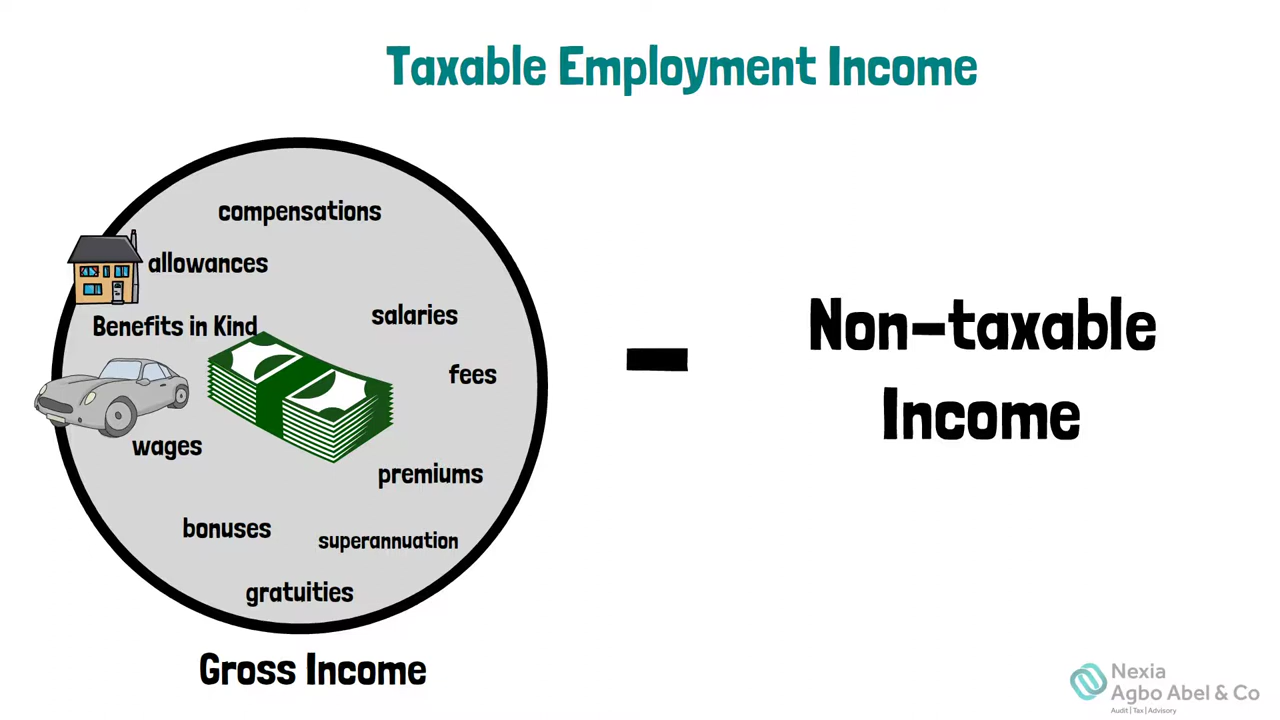 Taxable Employment Income
compensations
allowances
Benefits in Kind
salaries
fees
wages
premiums
bonuses
superannuation
gratuities
Gross Income
-
Non-taxable
Income
Nexia
Agbo Abel & Co
Audit | Tax | Advisory